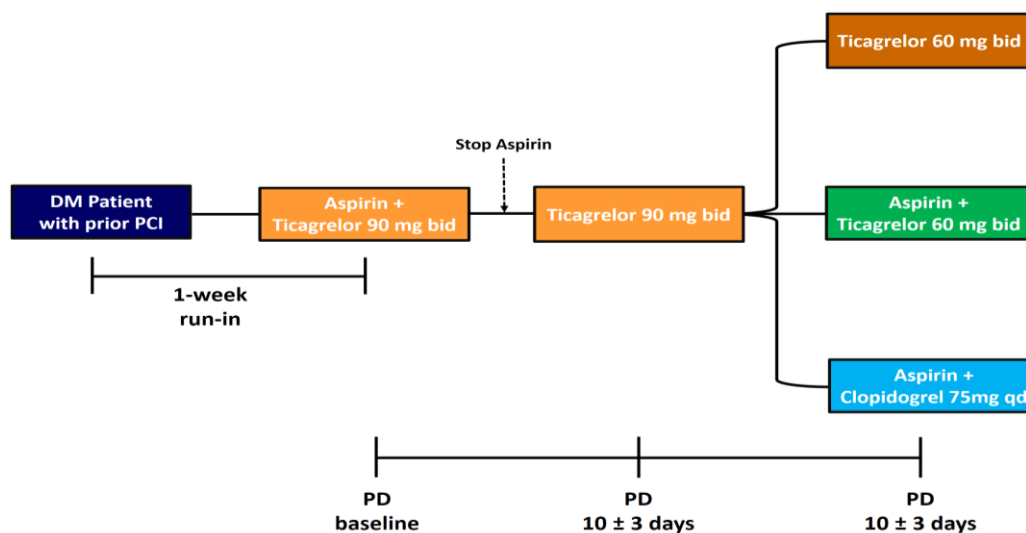 Ticagrelor 60 mg bid
Stop Aspirin
DM Patient
with prior PCI
Aspirin +
Ticagrelor 90 mg bid
Ticagrelor 90 mg bid
Aspirin +
Ticagrelor 60 mg bid
1-week
run-in
Aspirin +
Clopidogrel 75mg qd
PD
baseline
PD
10 ± 3 days
PD
10 ± 3 days